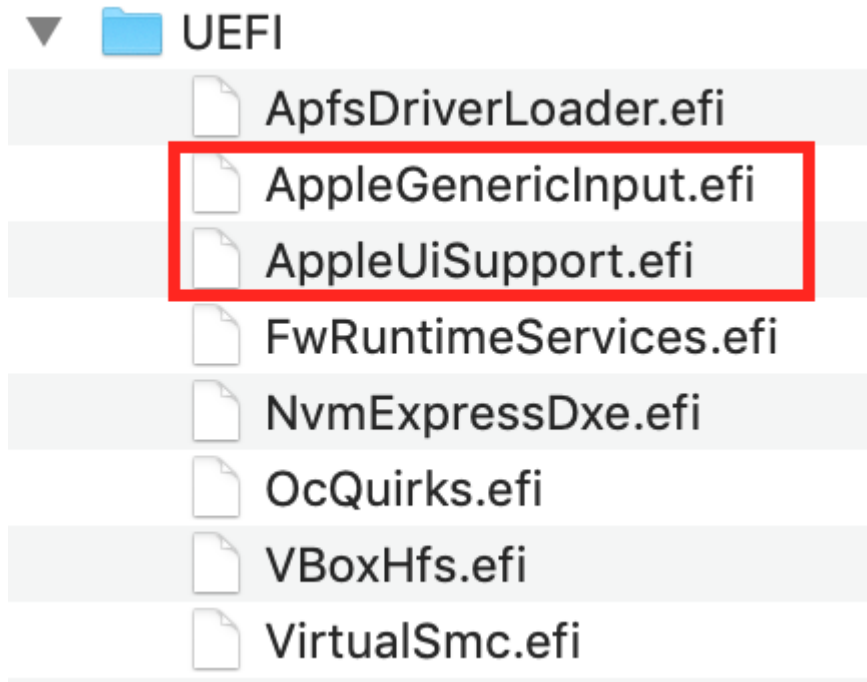 UEFI
ApfsDriverLoader.efi
AppleGenericInput.efi
AppleUiSupport.efi
FwRuntimeServices.efi
NvmExpressDxe.efi
OcQuirks.efi
VBoxHfs.efi
VirtualSmc.efi